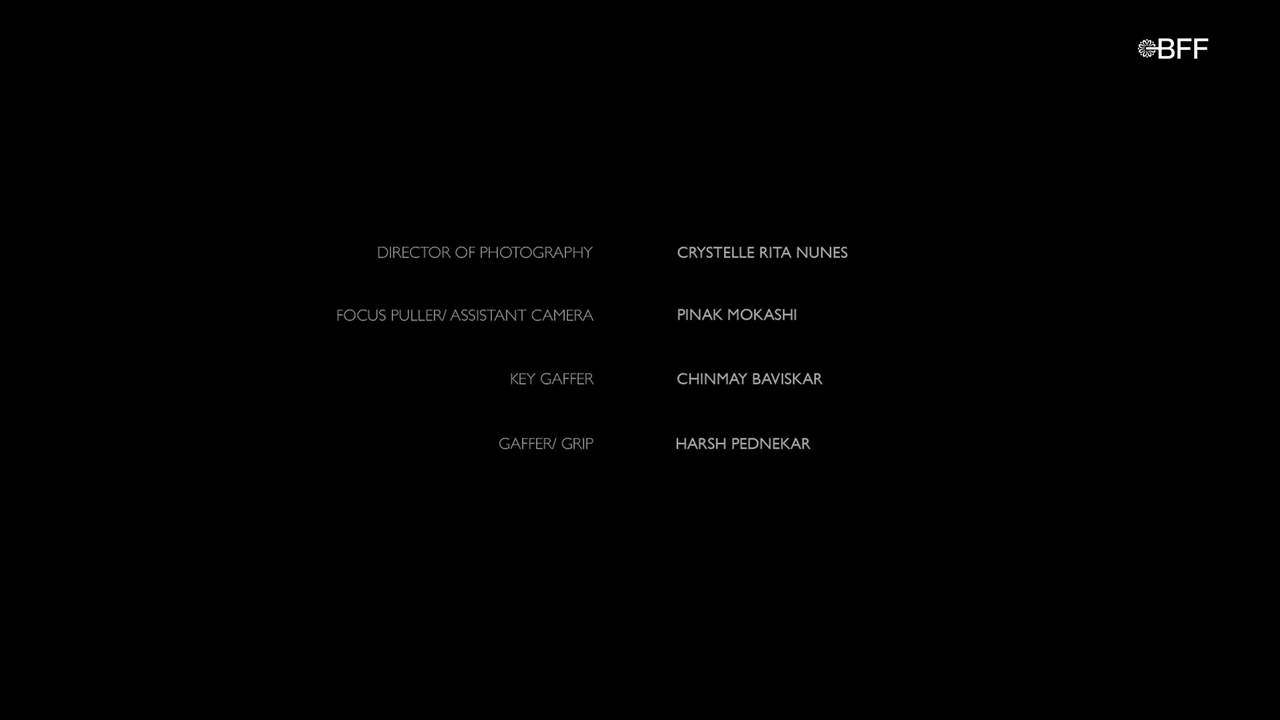 BFF
DIRECTOR OF PHOTOGRAPHY CRYSTELLE RITA NUNES
FOCUS PULLER/ ASSISTANT CAMERA PINAK MOKASHI
KEY GAFFER CHINMAY BAVISKAR
GAFFER/ GRIP HARSH PEDNEKAR